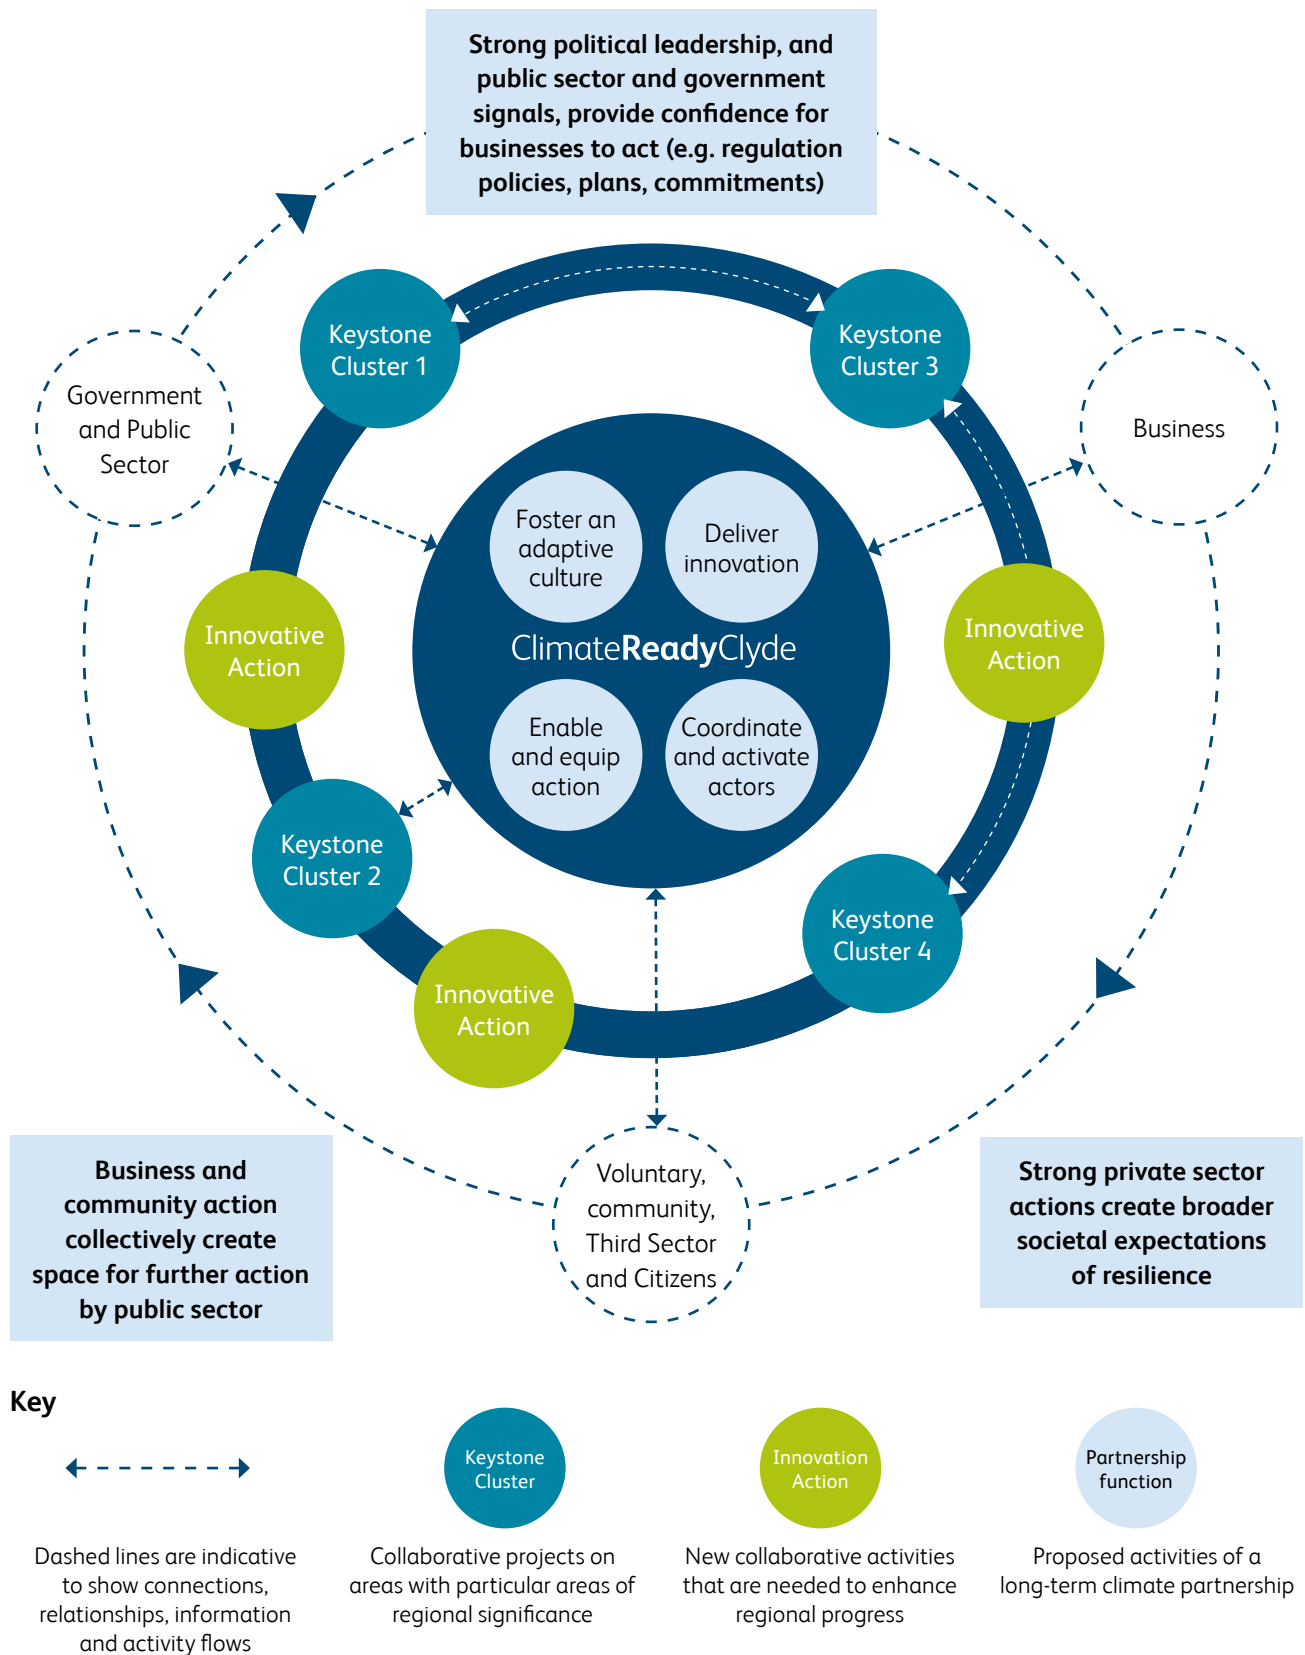 Strong political leadership, and
public sector and government
signals, provide confidence for
businesses to act (e.g. regulation
policies, plans, commitments)
Keystone
Cluster 1
Keystone
Cluster 3
Government
and Public
Sector
Business
Foster an
adaptive
culture
Deliver
innovation
Innovative
Action
ClimateReadyClyde
Innovative
Action
Enable
and equip
action
Coordinate
and activate
actors
Keystone
Cluster 2
Keystone
Cluster 4
Innovative
Action
Business and
community action
collectively create
space for further action
by public sector
Voluntary,
community,
Third Sector
and Citizens
Strong private sector
actions create broader
societal expectations
of resilience
Key
Keystone
Cluster
Innovation
Action
Partnership
function
Dashed lines are indicative
to show connections,
relationships, information
and activity flows
Collaborative projects on
areas with particular areas of
regional significance
New collaborative activities
that are needed to enhance
regional progress
Proposed activities of a
long-term climate partnership